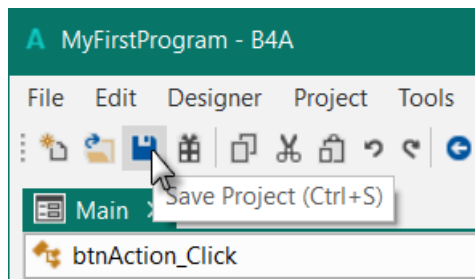 A MyFirstProgram - B4A
File Edit Designer Project Tools
Save Project (Ctrl+S)
Main
btnAction_Click